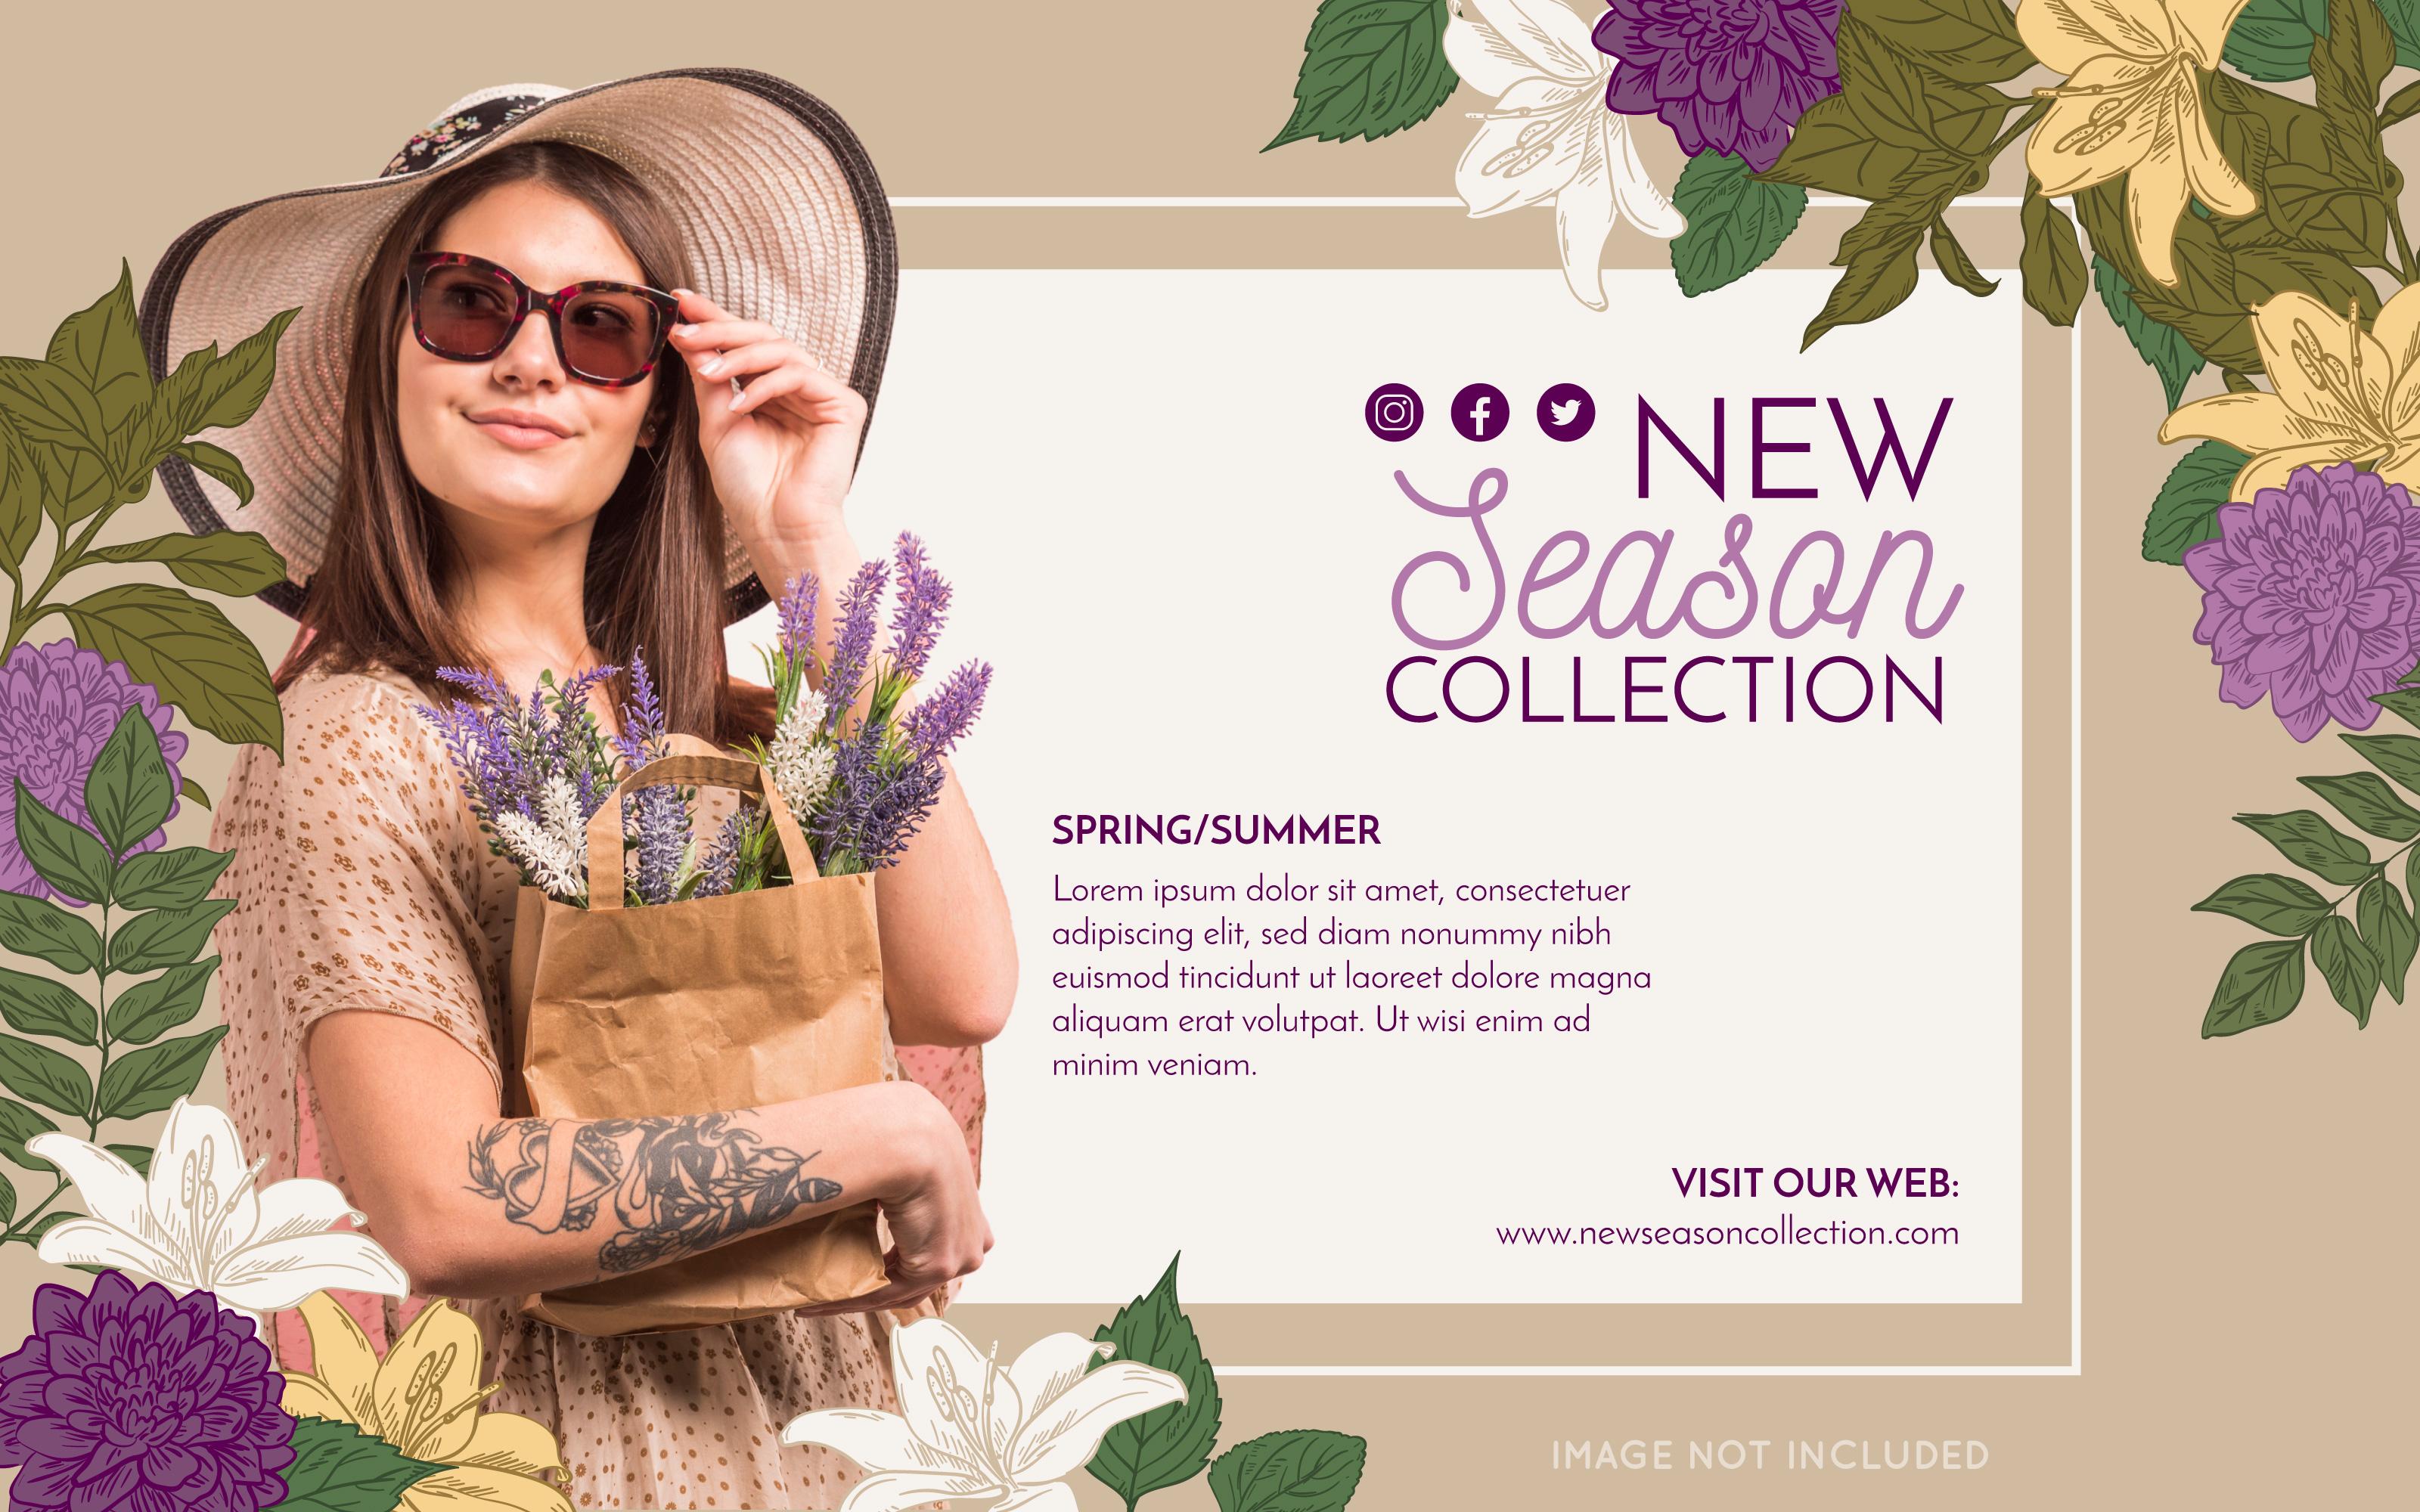 NEW
Season
COLLECTION
SPRING/SUMMER
Lorem ipsum dolor sit amet, consectetuer
adipiscing elit, sed diam nonummy nibh
euismod tincidunt ut laoreet dolore magna
aliquam erat volutpat. Ut wisi enim ad
minim veniam.
VISIT OUR WEB:
www.newseasoncollection.com
IMAGE NOT INCLUDED